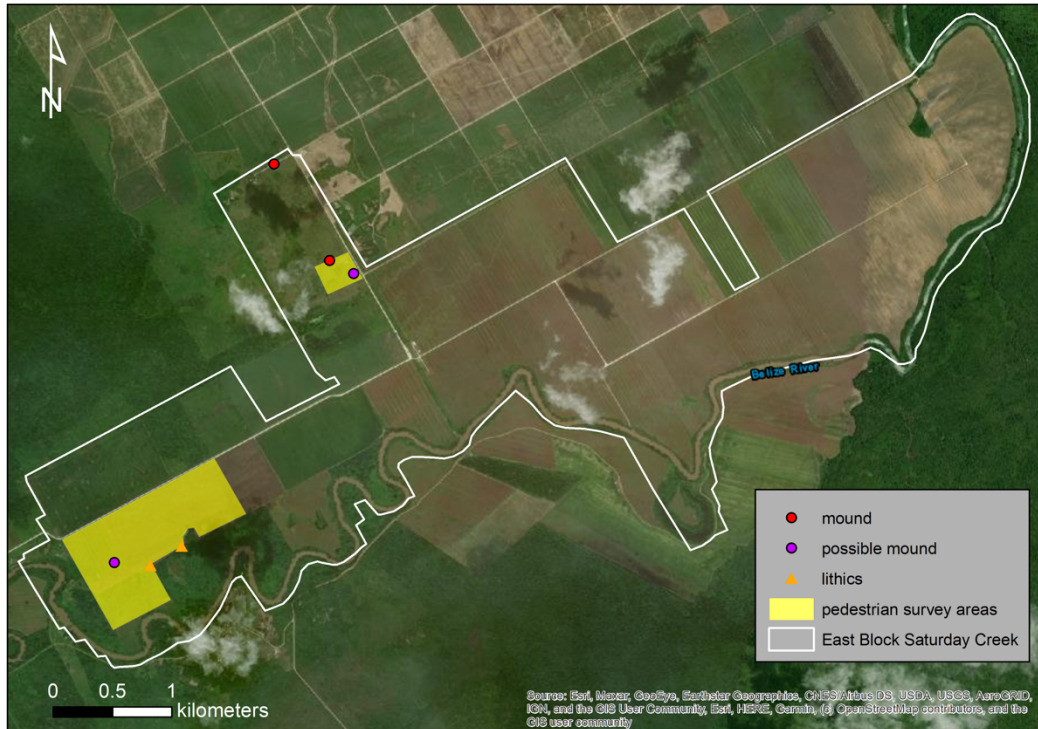 N
Belize River
mound
possible mound
lithics
pedestrian survey areas
East Block Saturday Creek
0 0.5 1
kilometers
Source: Esri, Maxar, GeoEye, Earthstar Geographics, CNES/Airbus DS, USDA, USGS, AeroGRID,
IGN, and the GIS User Community, Esri, HERE, Garmin, (c) OpenStreetMap contributors, and the
GIS user community